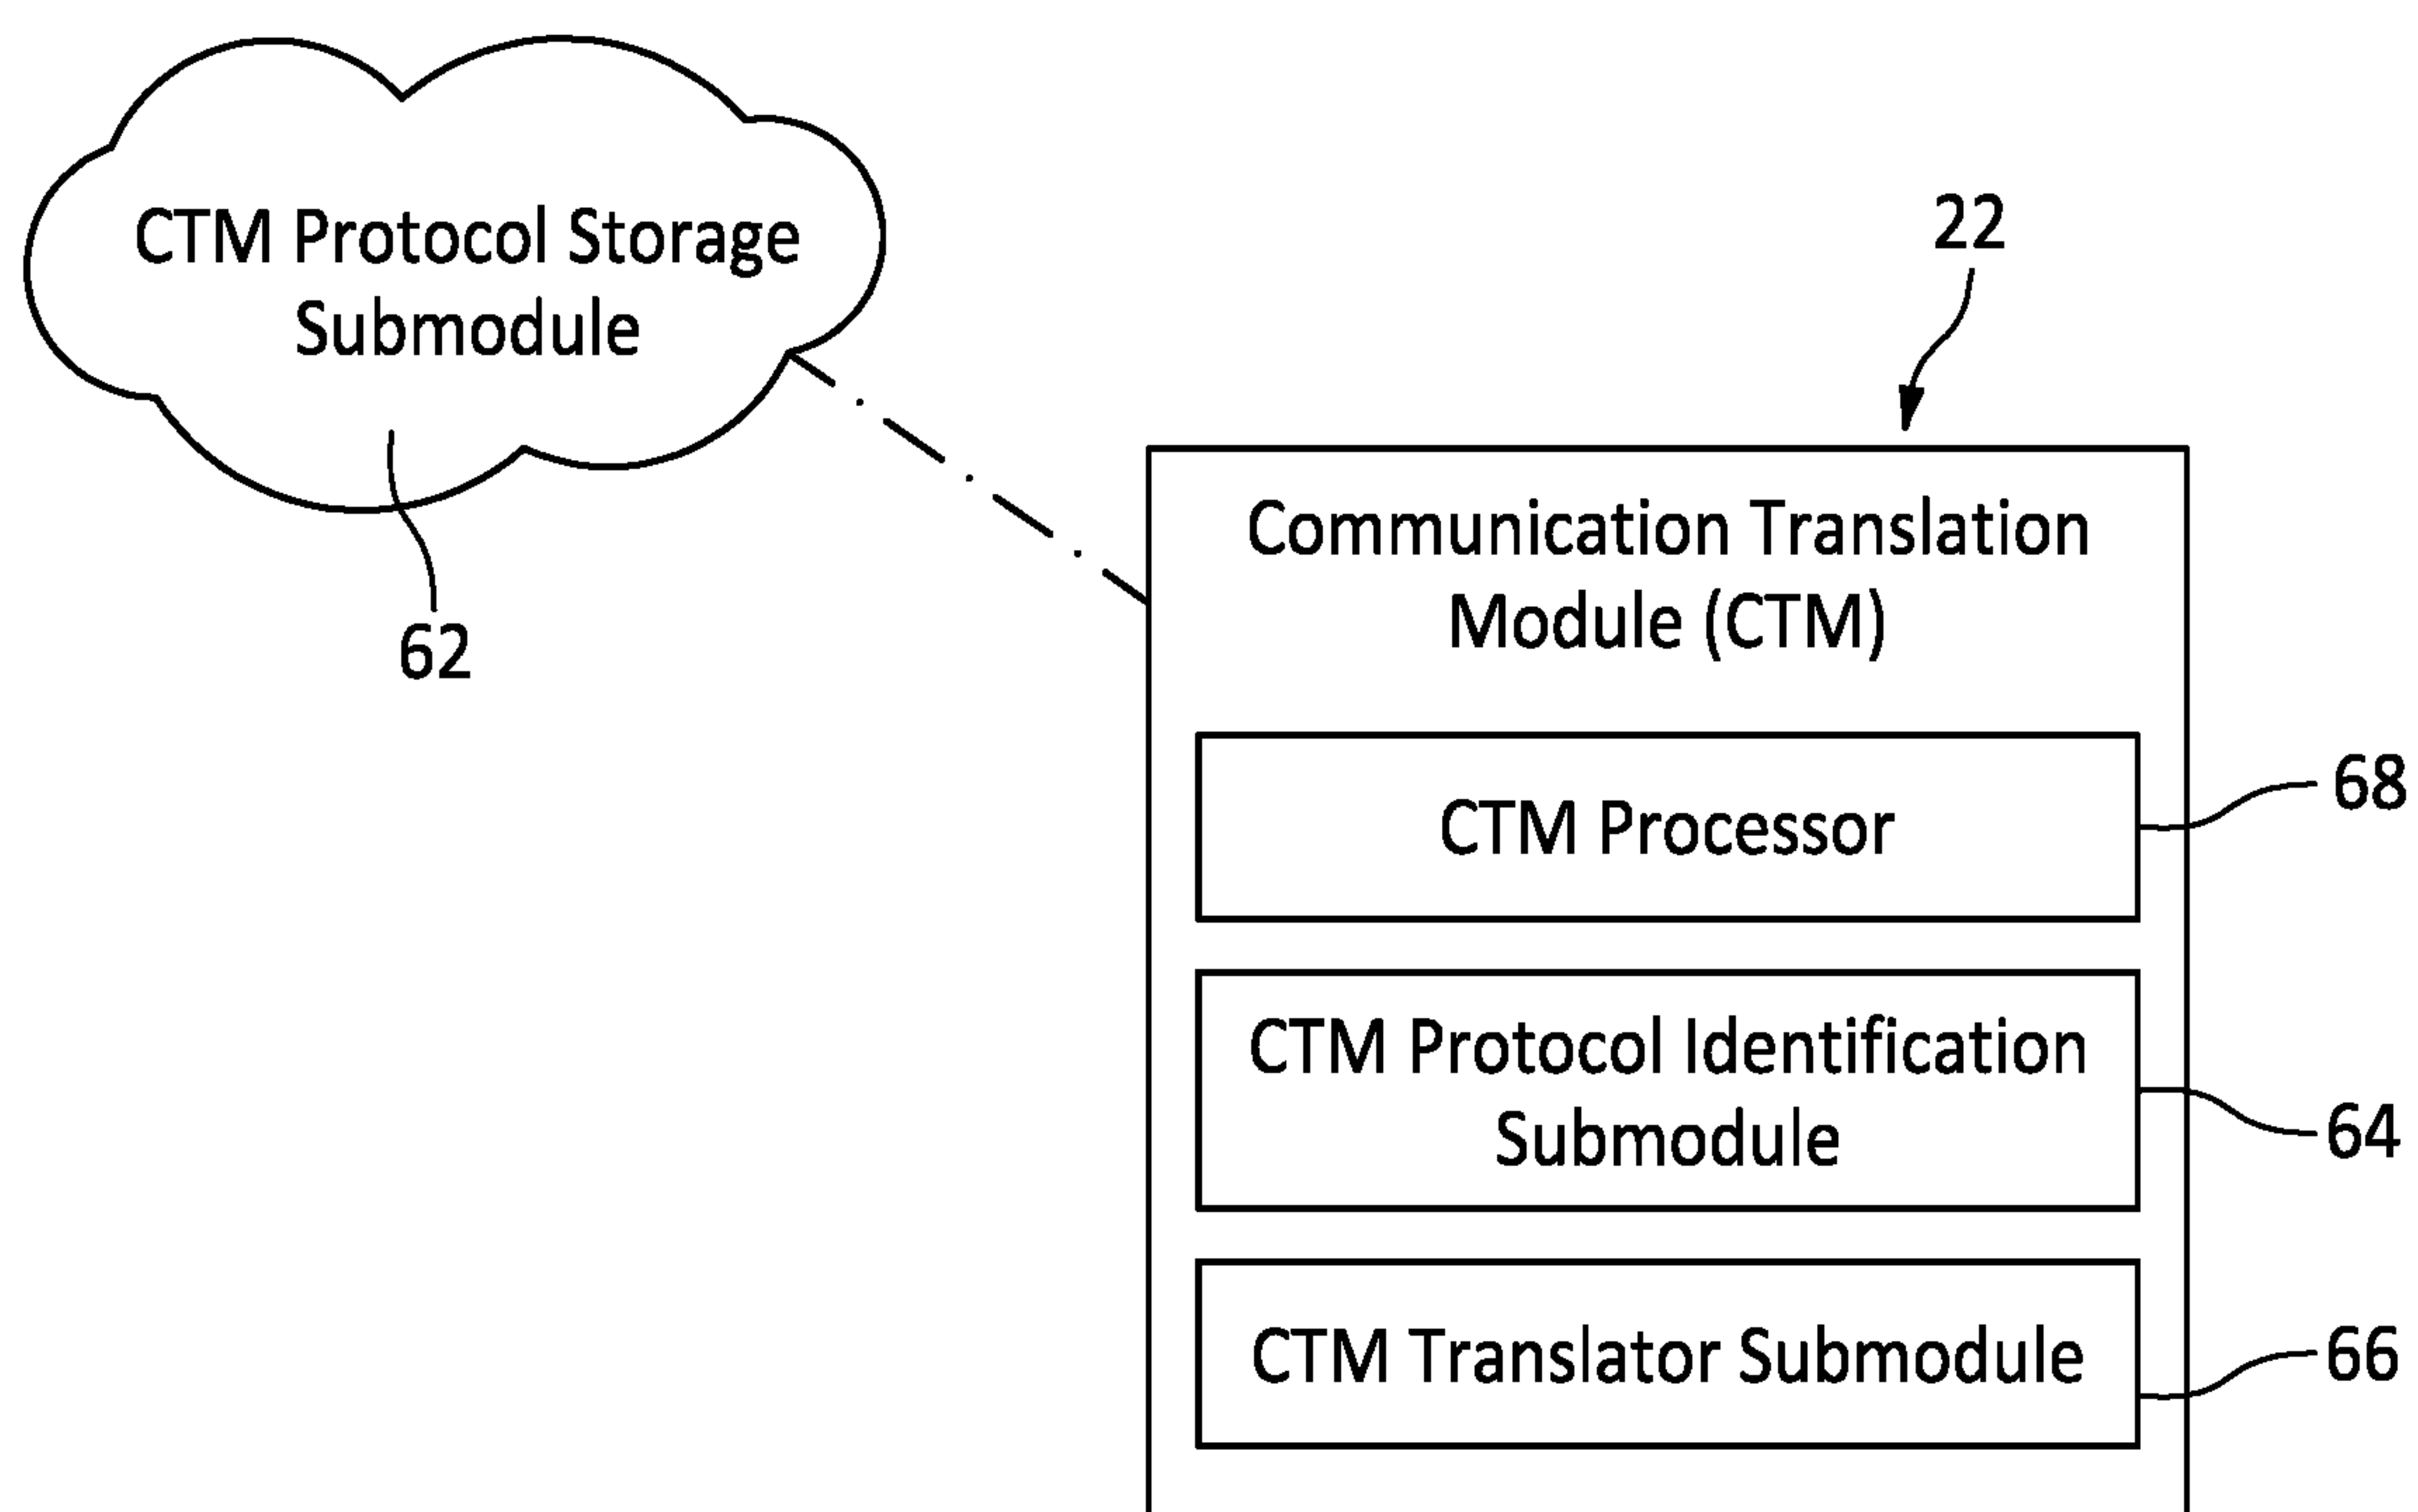 CTM Protocol Storage
Submodule
62
22
Communication Translation
Module (CTM)
CTM Processor
68
CTM Protocol Identification
Submodule
64
CTM Translator Submodule
66